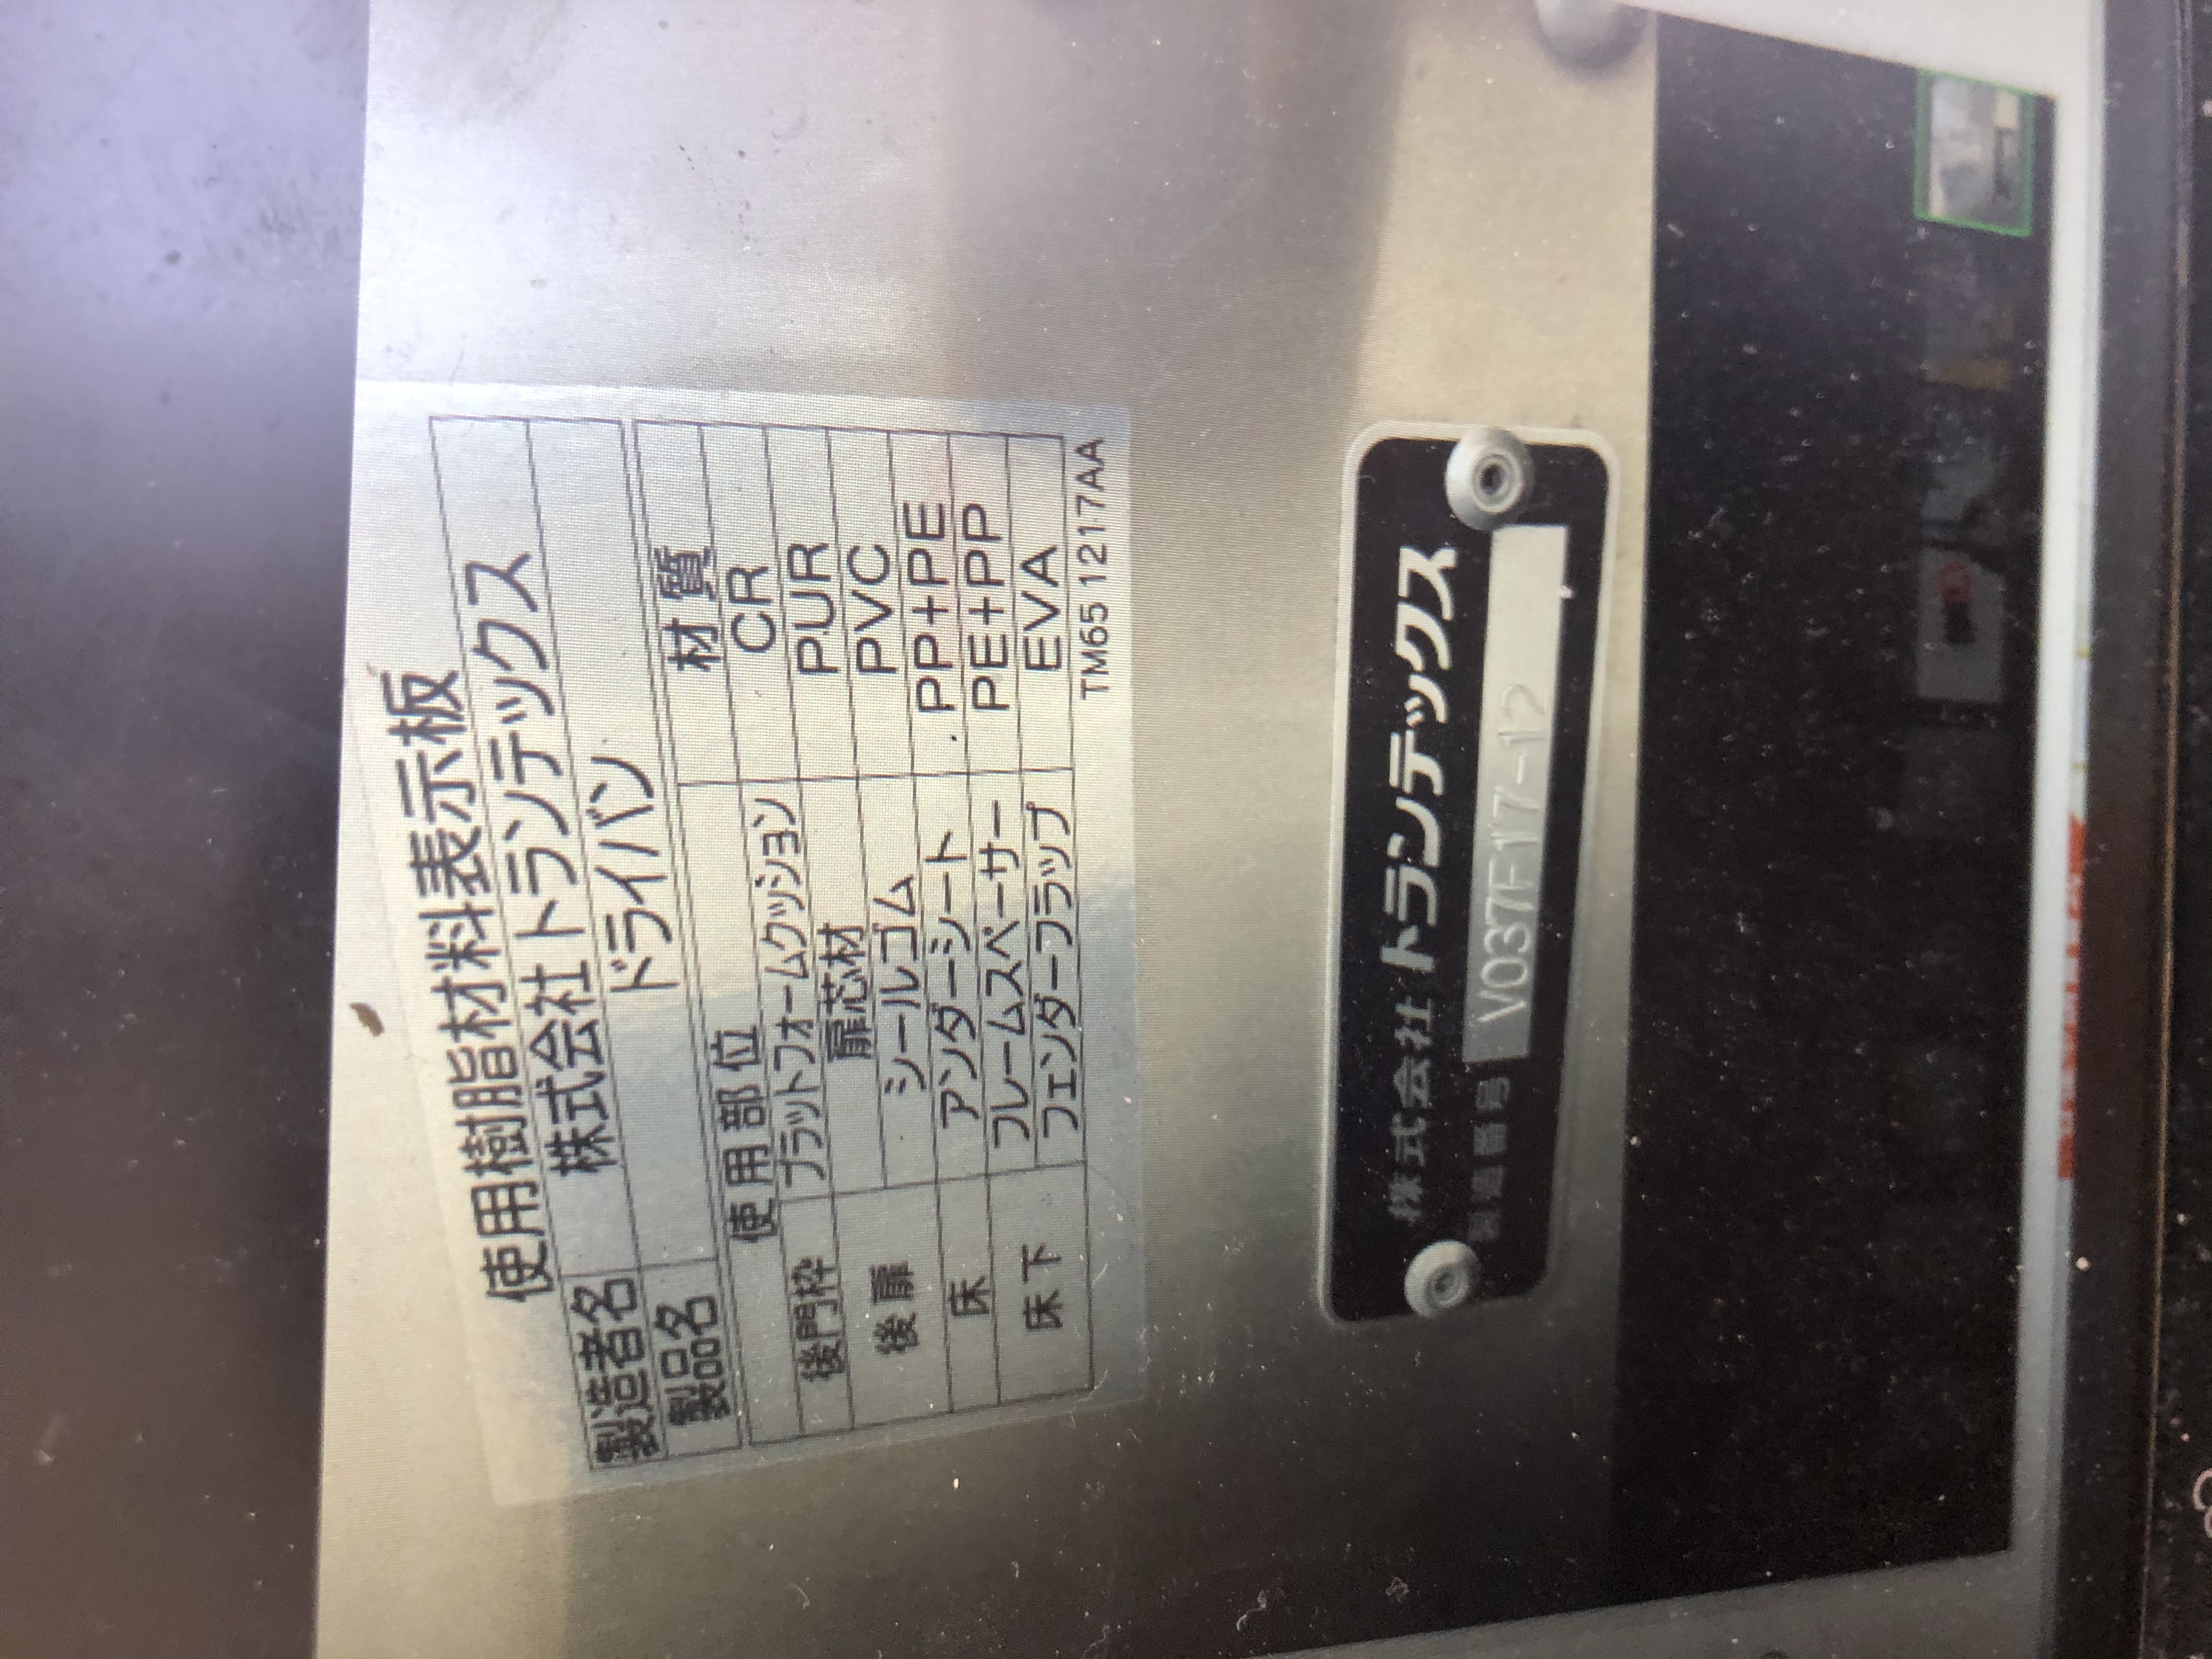 使用樹脂材料表示板
製造者名 株式会社トランテックス
製品名 ドライバン
使用部位 材質
後門枠 プラットフォームクッション CR
後扉 扉芯材 PUR
シールゴム PVC
床 アンダーシート PP+PE
床下 フレームスペーサー PE+PP
フェンダーフラップ EVA
TM65 1217AA
株式会社 トランテックス
製造番号 V037F17-12